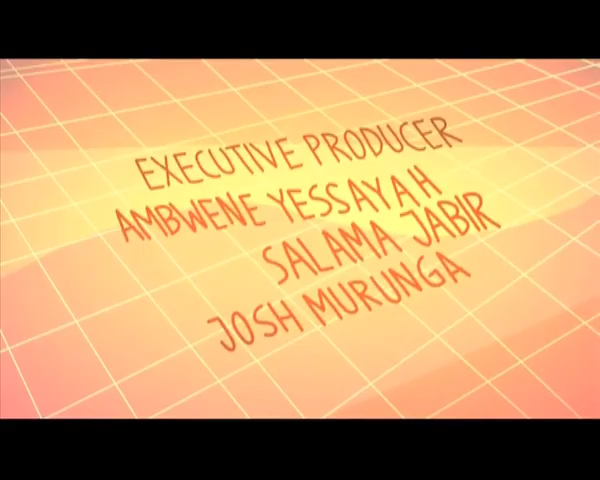 EXECUTIVE PRODUCER
AMBWENE YESSAYAH
SALAMA JABIR
JOSH MURUNGA